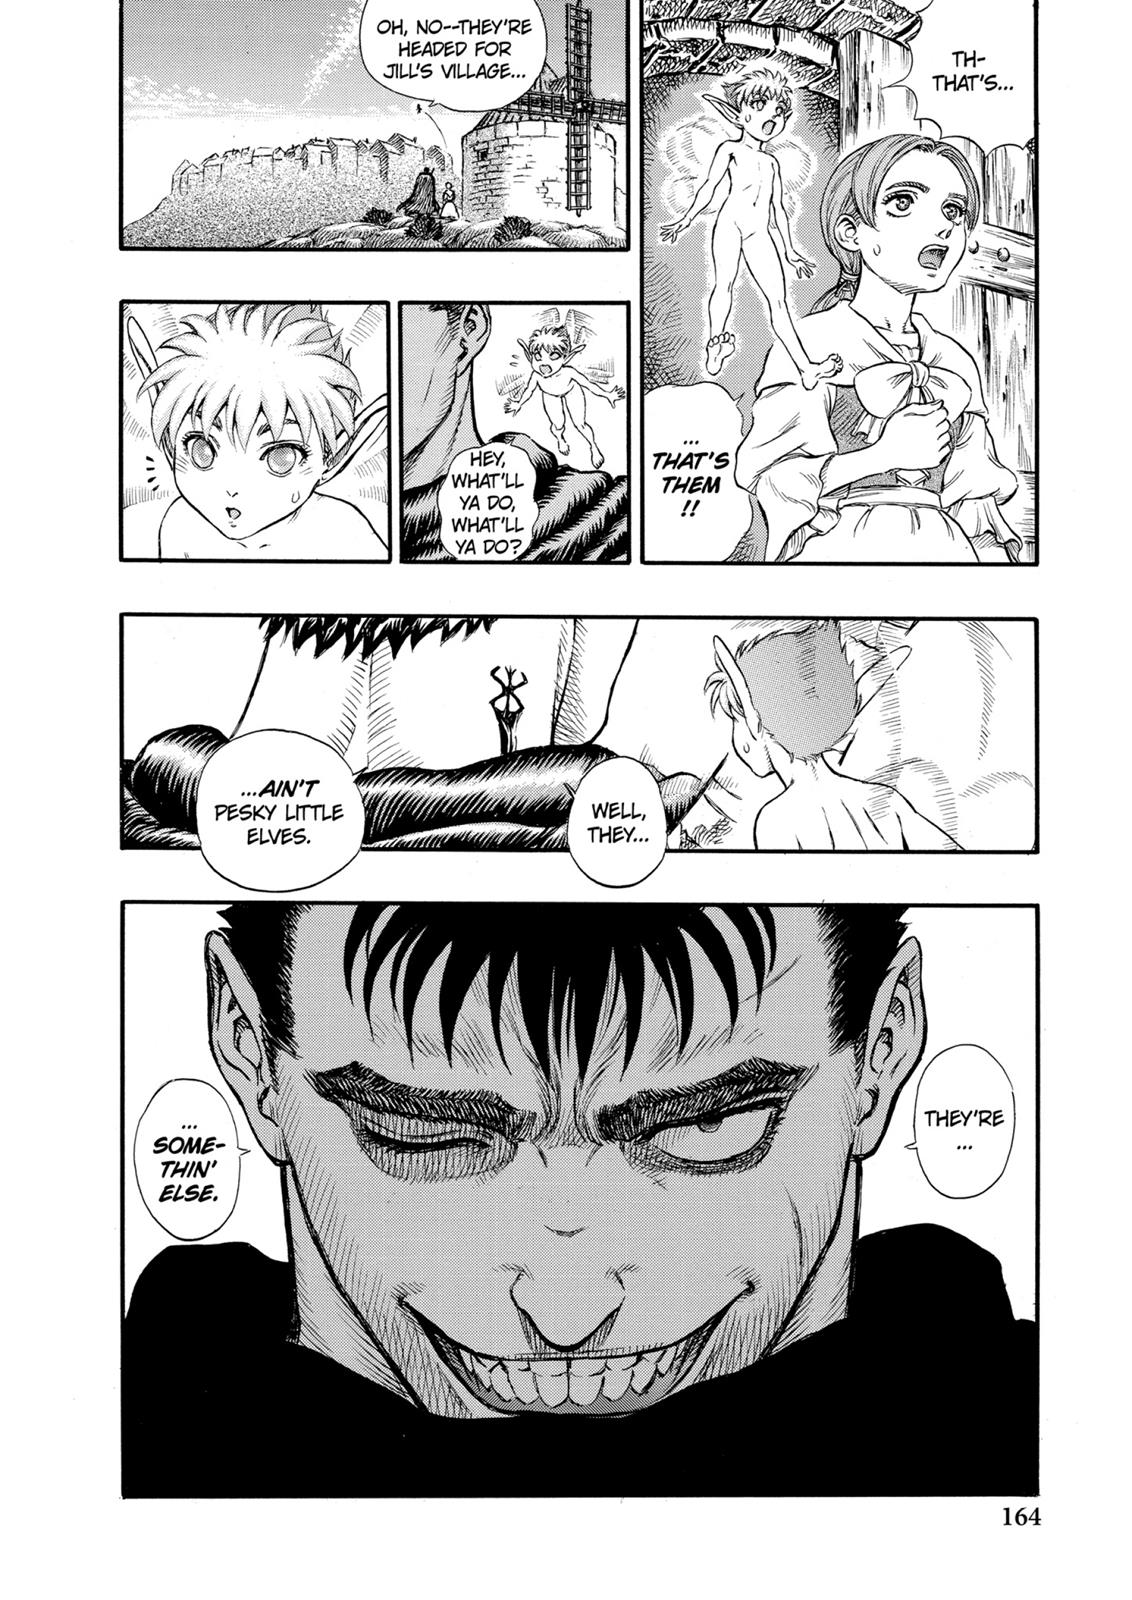 TH-
THAT'S...
...
THAT'S
THEM
!!
OH, NO--THEY'RE
HEADED FOR
JILL'S VILLAGE...
HEY,
WHAT'LL
YA DO,
WHAT'LL
YA DO?
WELL,
THEY...
...AIN'T
PESKY LITTLE
ELVES.
THEY'RE
...
...
SOME-
THIN'
ELSE.
164